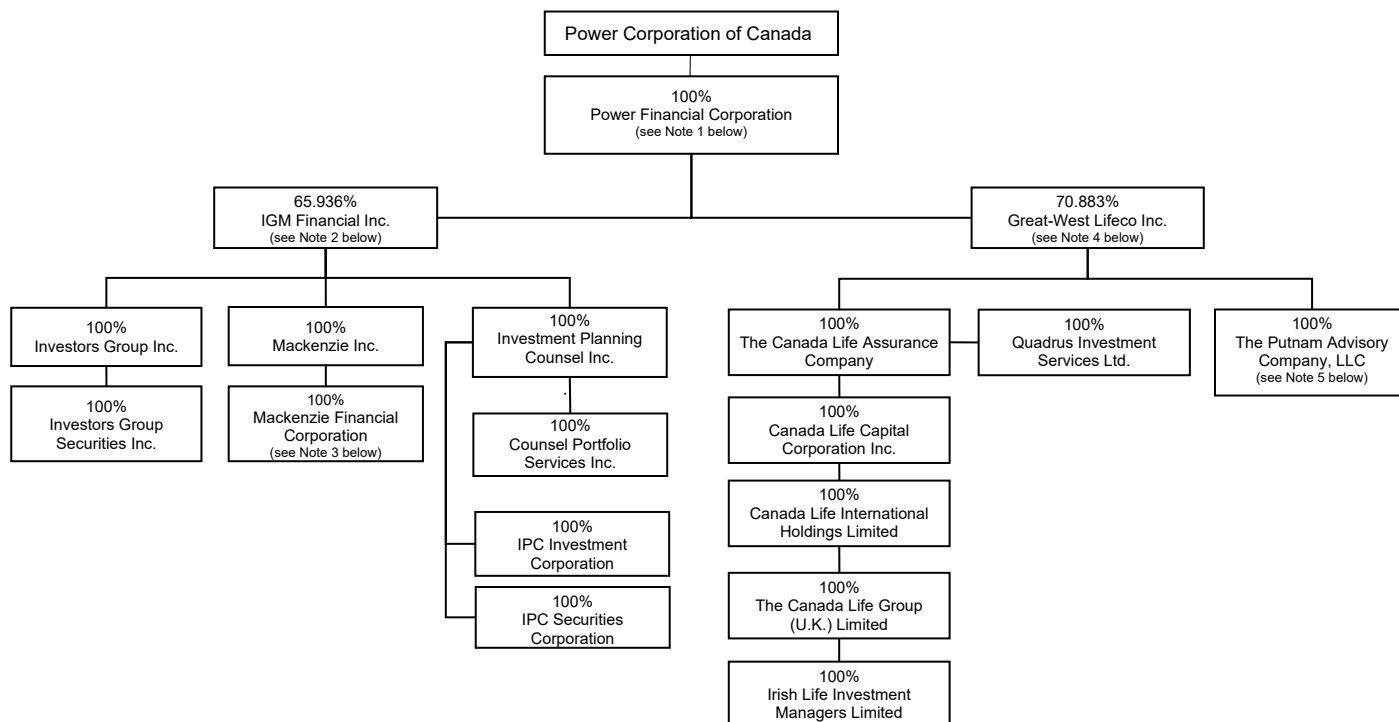 Power Corporation of Canada
100%
Power Financial Corporation
(see Note 1 below)
65.936%
IGM Financial Inc.
(see Note 2 below)
70.883%
Great-West Lifeco Inc.
(see Note 4 below)
100%
Investors Group Inc.
100%
Mackenzie Inc.
100%
Investment Planning
Counsel Inc.
100%
The Canada Life Assurance
Company
100%
Quadrus Investment
Services Ltd.
100%
The Putnam Advisory
Company, LLC
(see Note 5 below)
100%
Investors Group
Securities Inc.
100%
Mackenzie Financial
Corporation
(see Note 3 below)
100%
Counsel Portfolio
Services Inc.
100%
Canada Life Capital
Corporation Inc.
100%
Canada Life International
Holdings Limited
100%
IPC Investment
Corporation
100%
The Canada Life Group
(U.K.) Limited
100%
IPC Securities
Corporation
100%
Irish Life Investment
Managers Limited